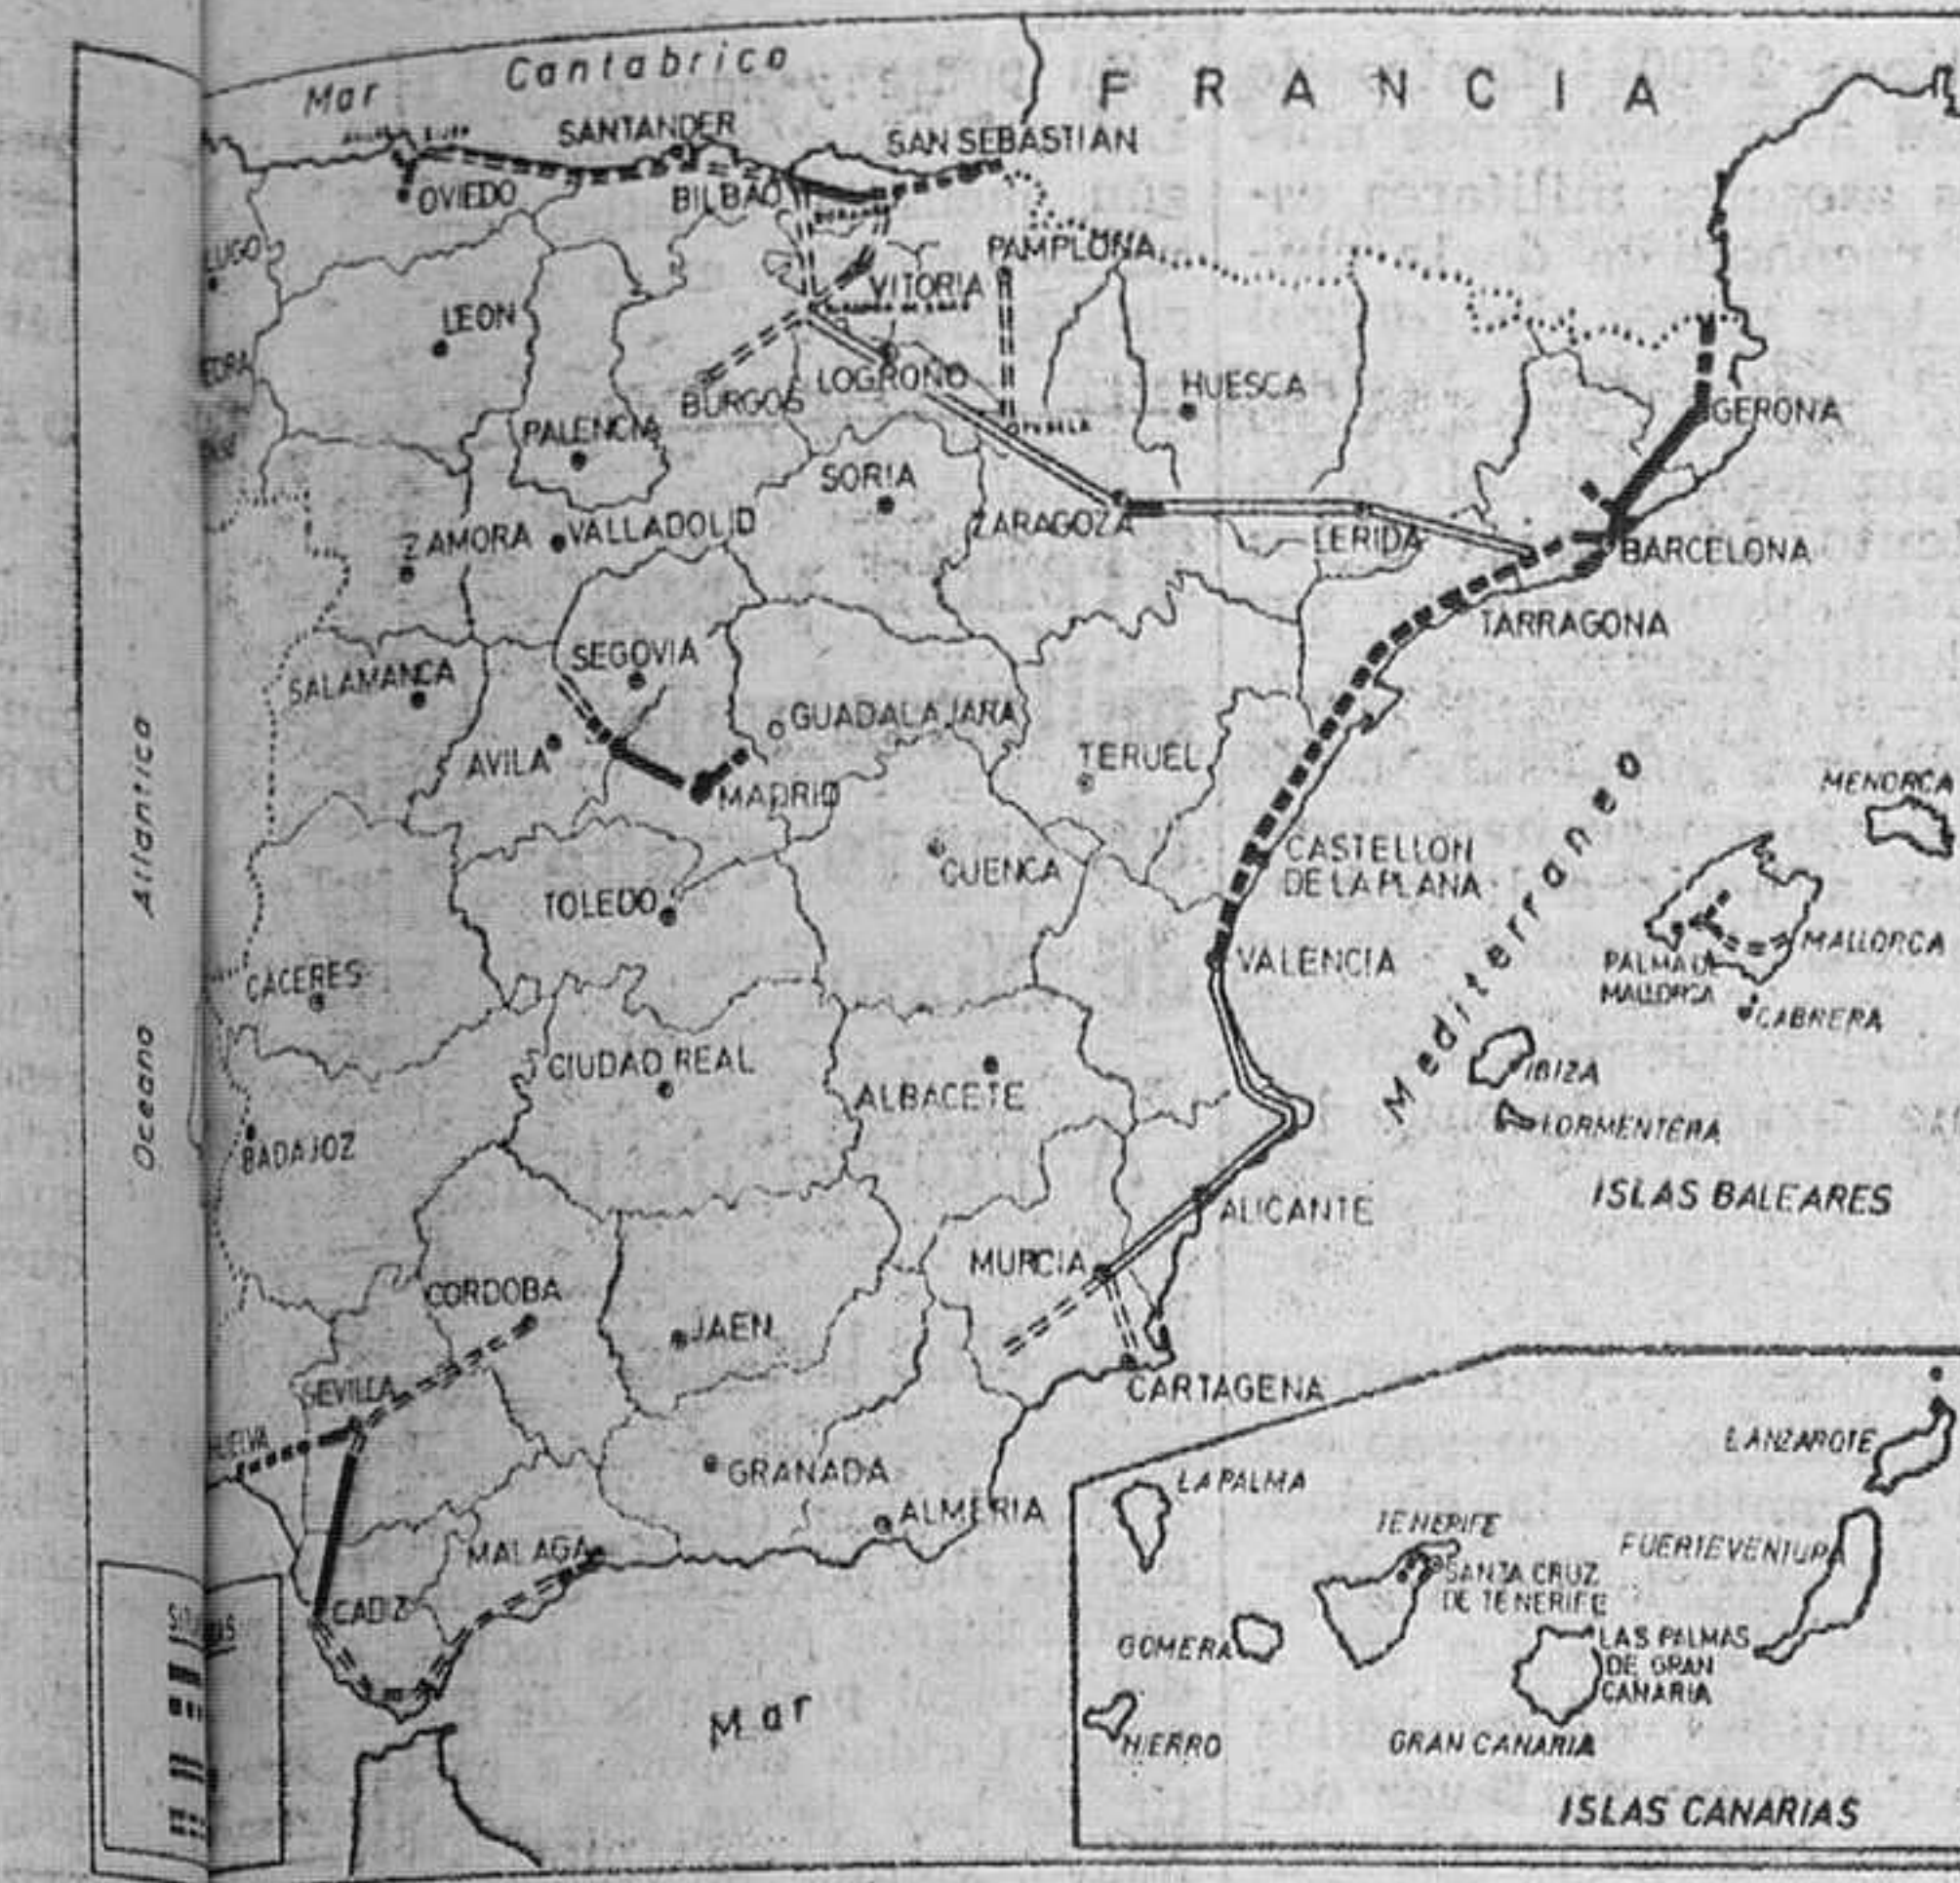 Mar Cantabrico
FRANCIA
SANTANDER
SAN SEBASTIAN
OVIEDO
BILBAO
LUGO
PAMPLONA
VITORIA
LEON
LOGROÑO
BURGOS
HUESCA
GERONA
PALENCIA
SORIA
ZARAGOZA
LERIDA
BARCELONA
ZAMORA
VALLADOLID
TARRAGONA
SEGOVIA
SALAMANCA
GUADALAJARA
AVILA
MADRID
TERUEL
MENORCA
Oceano Atlantico
CASTELLON
DE LA PLANA
CUENCA
TOLEDO
VALENCIA
Mediterraneo
MALLORCA
PALMA DE
MALLORCA
CABRERA
CACERES
CIUDAD REAL
ALBACETE
IBIZA
FORMENTERA
BADAJOZ
ISLAS BALEARES
ALICANTE
MURCIA
CORDOBA
JAEN
CARTAGENA
SEVILLA
HUELVA
GRANADA
ALMERIA
MALAGA
CADIZ
Mar
LANZAROTE
LA PALMA
TENERIFE
FUERTEVENTURA
SANTA CRUZ
DE TENERIFE
GOMERA
LAS PALMAS
DE GRAN
CANARIA
HIERRO
GRAN CANARIA
ISLAS CANARIAS